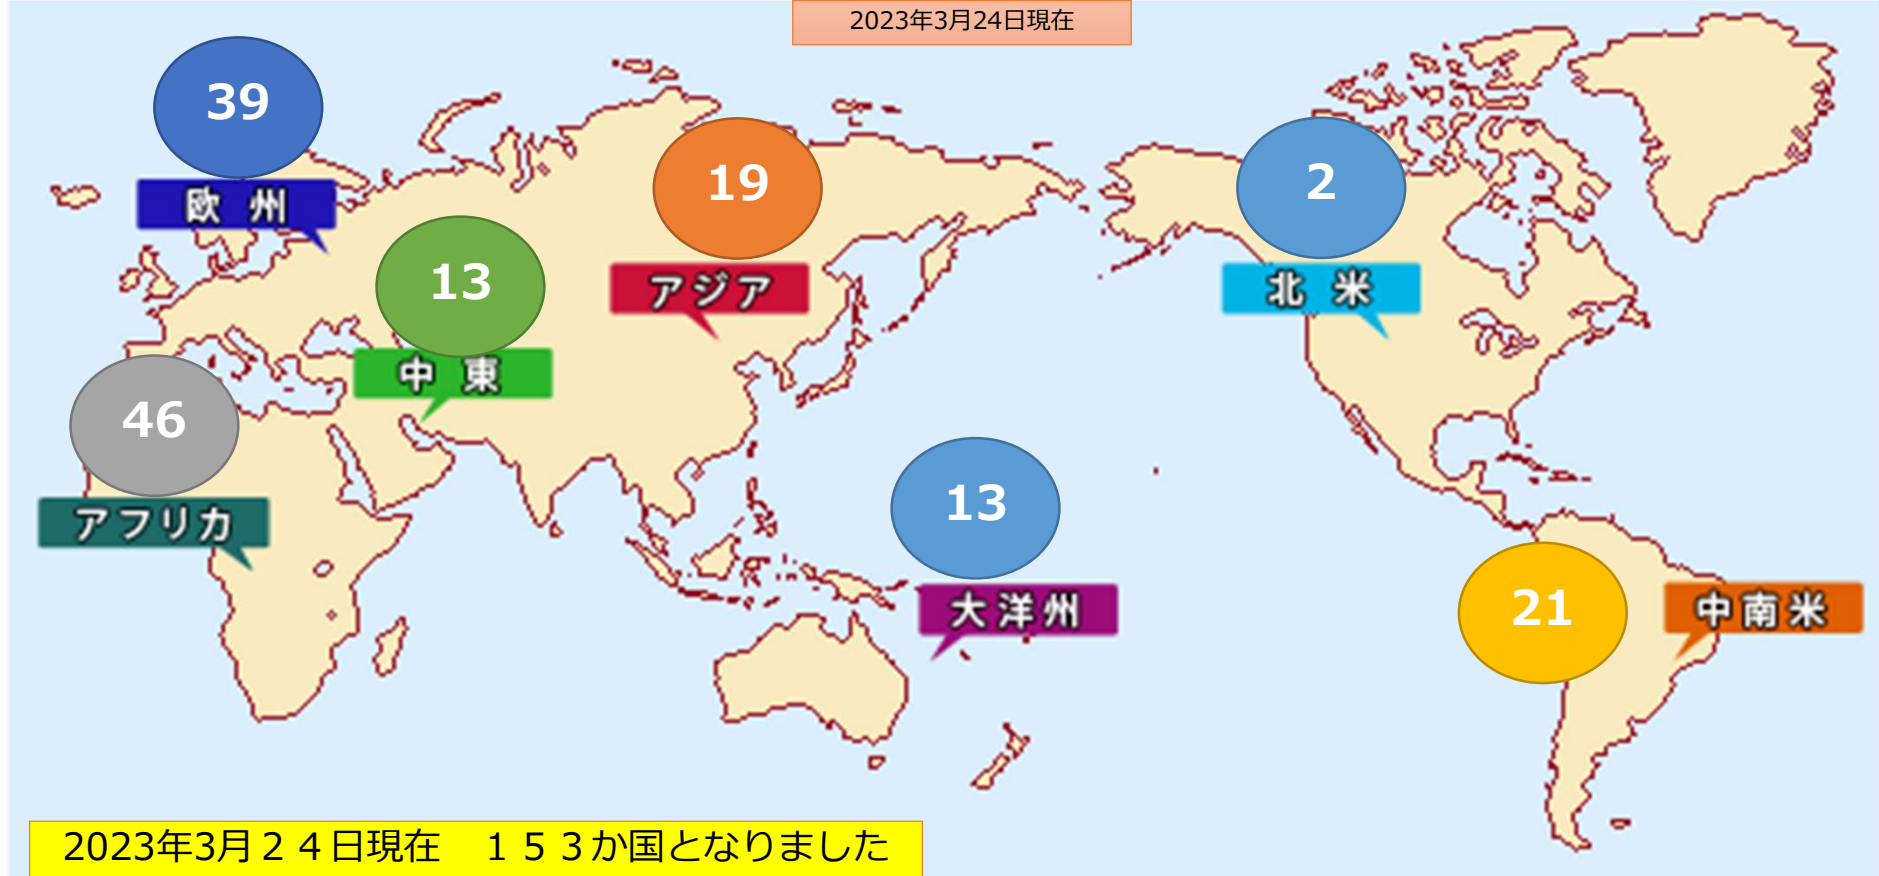 2023年3月24日現在
39
欧州
19
アジア
2
北米
13
中東
46
アフリカ
13
大洋州
21
中南米
2023年3月２４日現在　１５３か国となりました